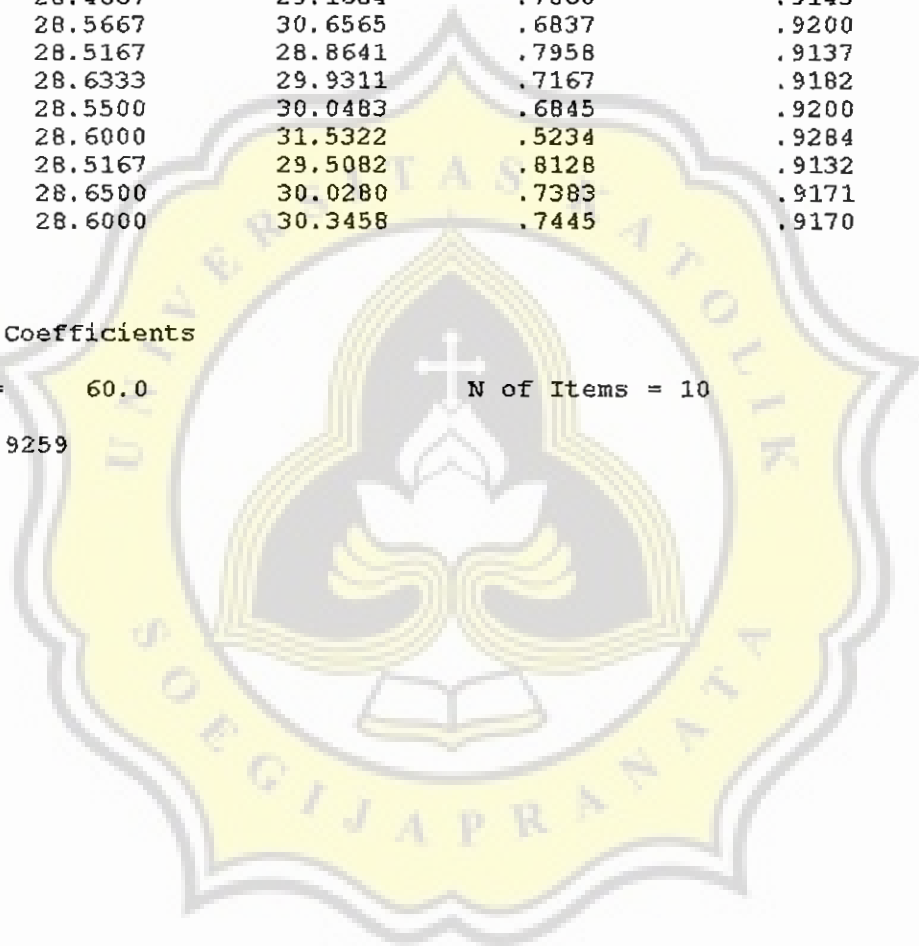 28.5667 30.6565 .6837 .9200
28.5167 28.8641 .7958 .9137
28.6333 29.9311 .7167 .9182
28.5500 30.0483 .6845 .9200
28.6000 31.5322 .5234 .9284
28.5167 29.5082 .8128 .9132
28.6500 30.0280 .7383 .9171
28.6000 30.3458 .7445 .9170
Coefficients
= 60.0 N of Items = 10
9259
UNIVERSITAS KATOLIK
SOEGIJAPRANATA